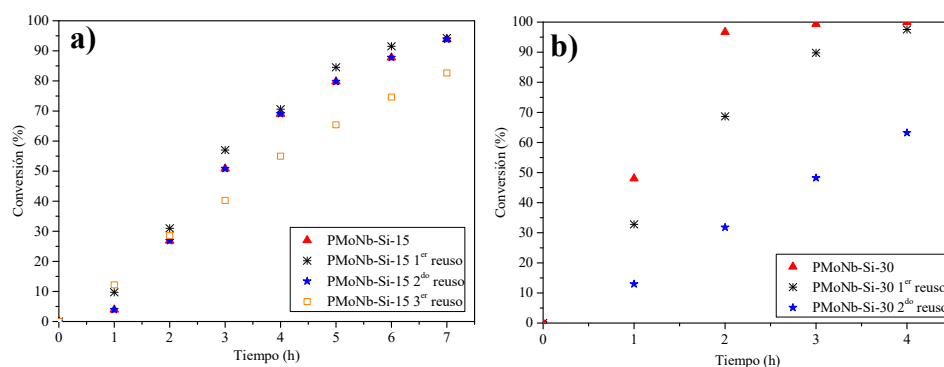 a)
100
90
80
70
60
50
40
30
20
10
0
Conversión (%)
0 1 2 3 4 5 6 7
Tiempo (h)
PMoNb-Si-15
PMoNb-Si-15 1er reuso
PMoNb-Si-15 2do reuso
PMoNb-Si-15 3er reuso
b)
100
90
80
70
60
50
40
30
20
10
0
Conversión (%)
0 1 2 3 4
Tiempo (h)
PMoNb-Si-30
PMoNb-Si-30 1er reuso
PMoNb-Si-30 2do reuso